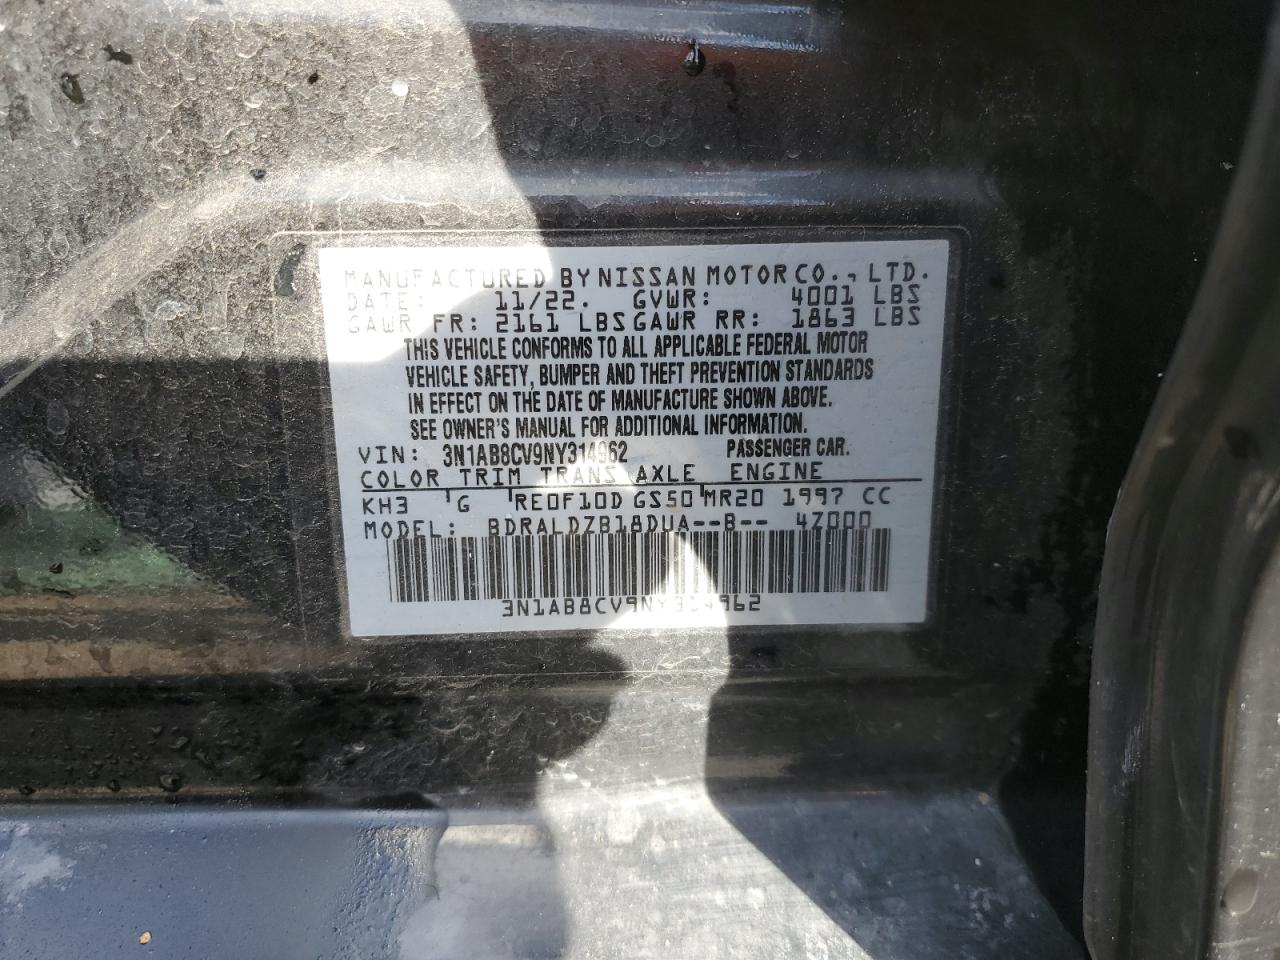 MANUFACTURED BY NISSAN MOTOR CO., LTD.
DATE: 11/22. GVWR: 4001 LBS
GAWR FR: 2161 LBS GAWR RR: 1863 LBS
THIS VEHICLE CONFORMS TO ALL APPLICABLE FEDERAL MOTOR
VEHICLE SAFETY, BUMPER AND THEFT PREVENTION STANDARDS
IN EFFECT ON THE DATE OF MANUFACTURE SHOWN ABOVE.
SEE OWNER'S MANUAL FOR ADDITIONAL INFORMATION.
VIN: 3N1AB8CV9NY314962 PASSENGER CAR.
COLOR TRIM TRANS AXLE ENGINE
KH3 G RE0F10D GS50 MR20 1997 CC
MODEL: BDRALDZB18DUA--B-- 4Z000
3N1AB8CV9NY314962